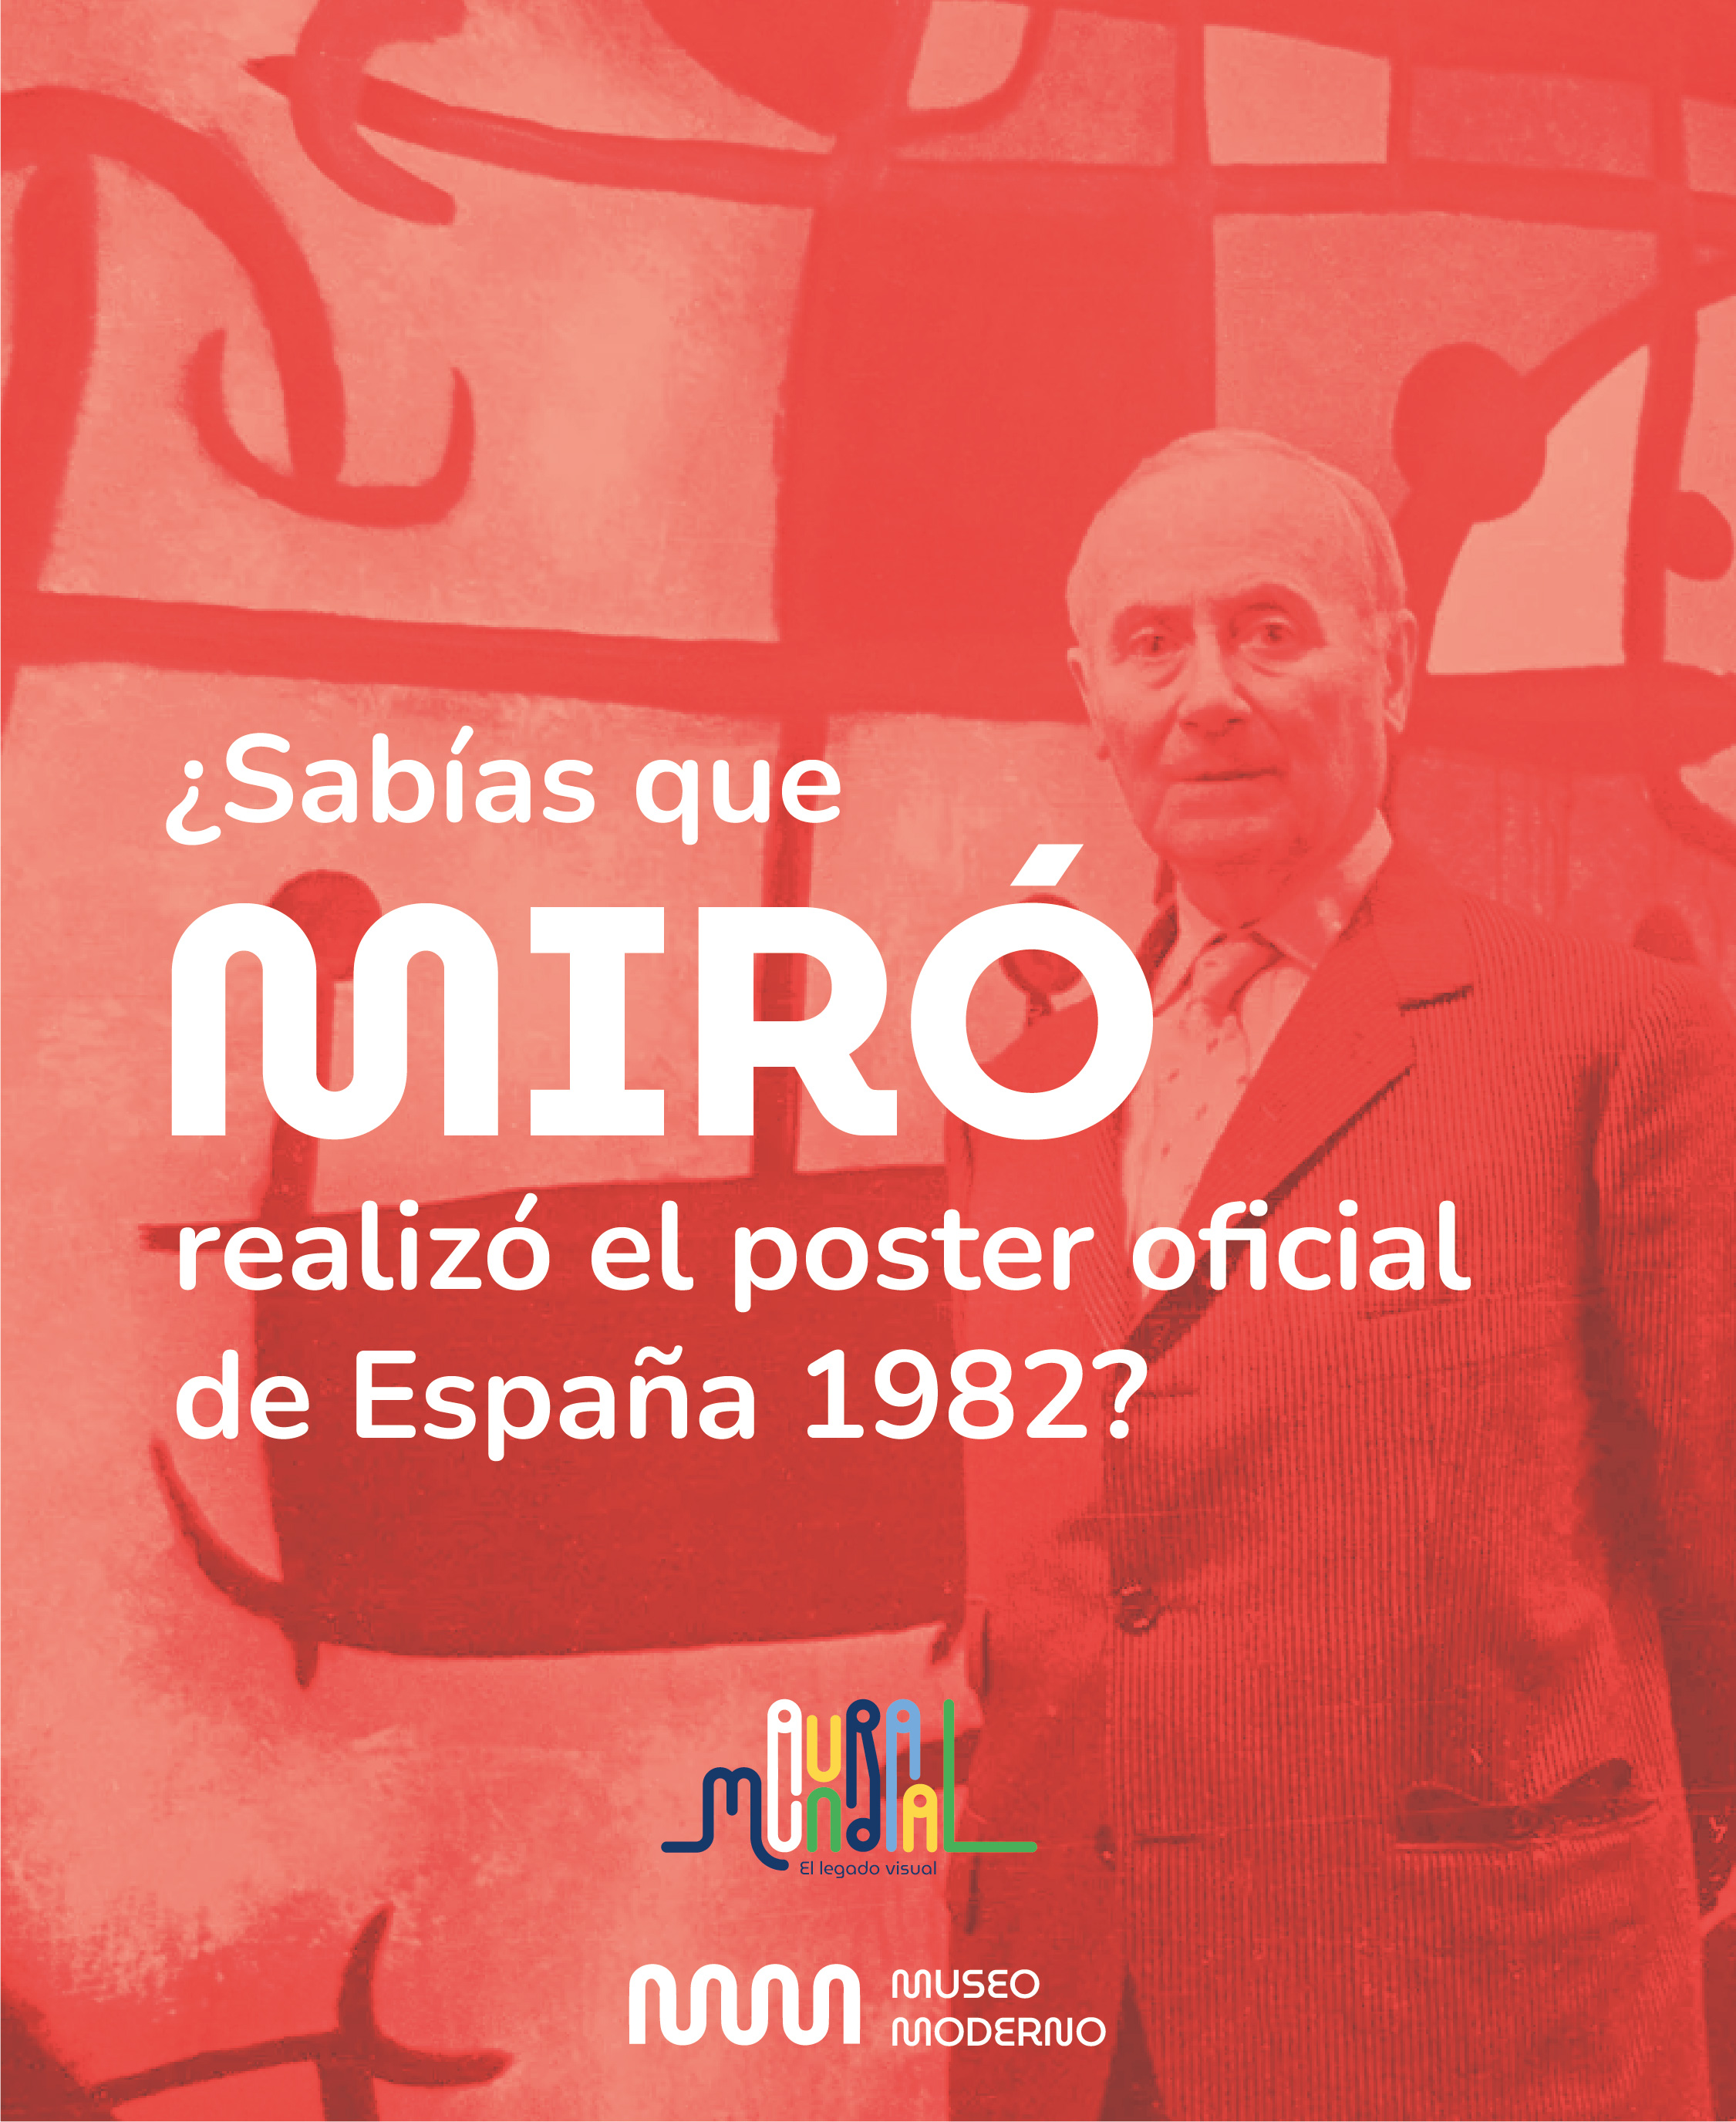 ¿Sabías que
MIRÓ
realizó el poster oficial
de España 1982?
MURAL
MUNDIAL
El legado visual
MUSEO
MODERNO